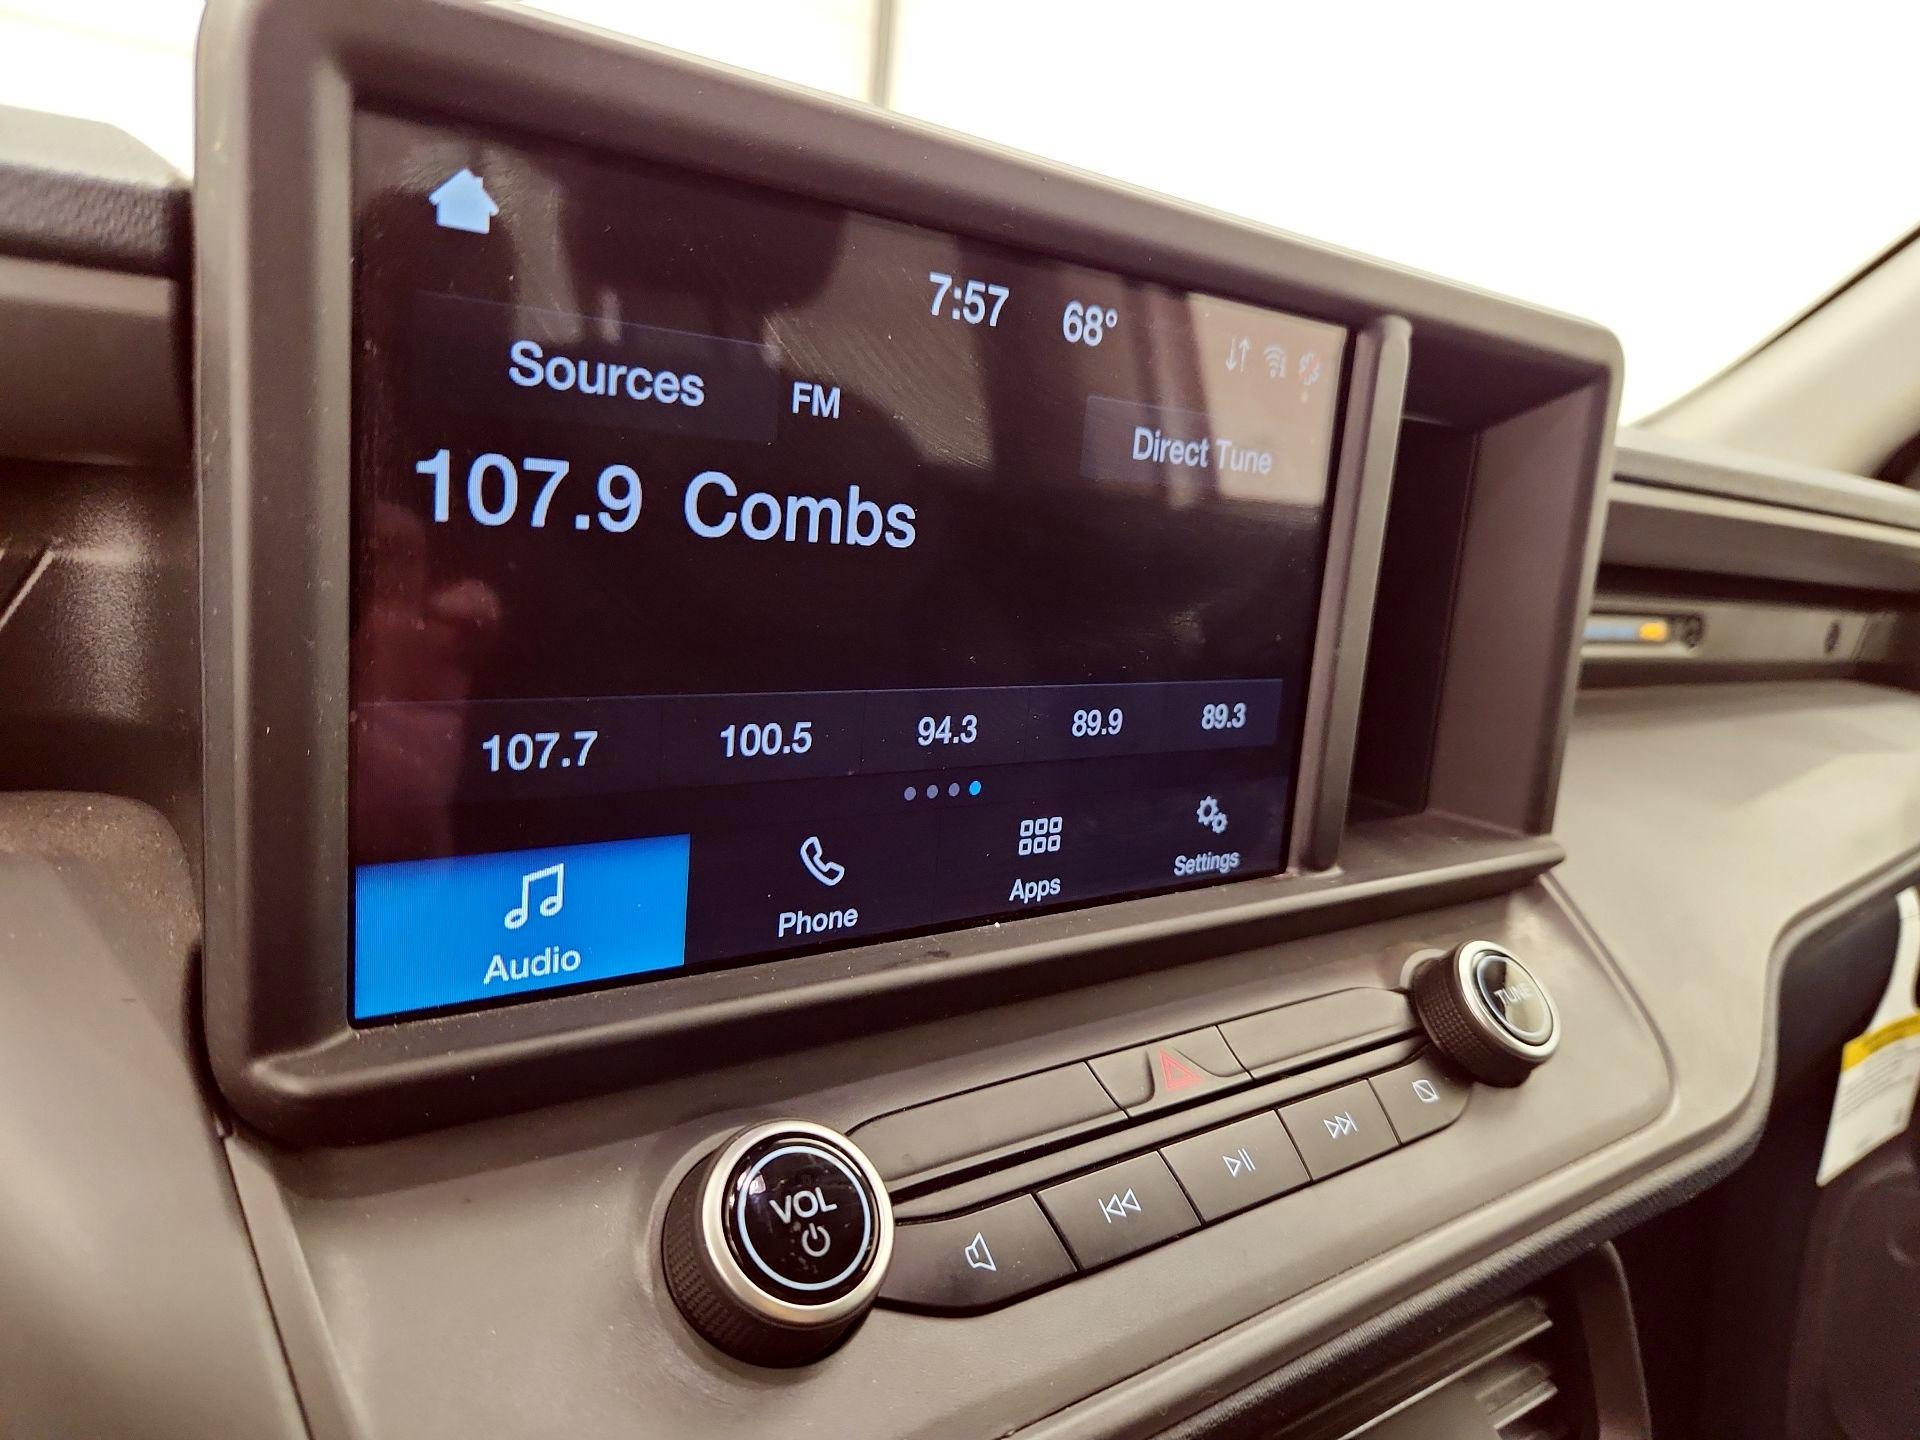 7:57 68°
Sources FM
Direct Tune
107.9 Combs
107.7 100.5 94.3 89.9 89.3
Audio Phone Apps Settings
TUNE
VOL